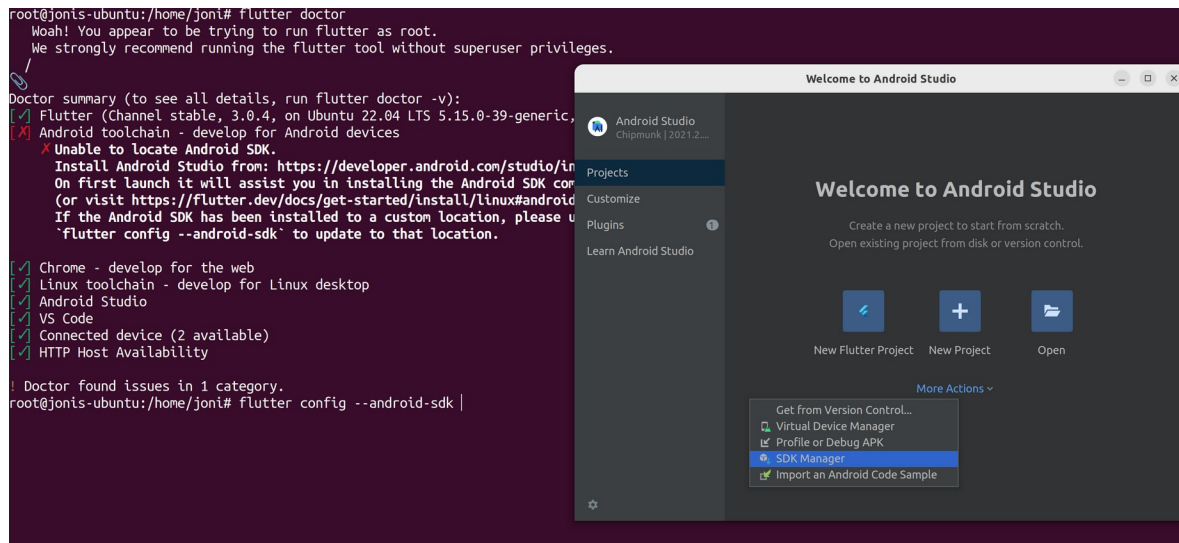 root@jonis-ubuntu:/home/joni# flutter doctor
Woah! You appear to be trying to run flutter as root.
We strongly recommend running the flutter tool without superuser privileges.
/
Doctor summary (to see all details, run flutter doctor -v):
[✓] Flutter (Channel stable, 3.0.4, on Ubuntu 22.04 LTS 5.15.0-39-generic,
[✗] Android toolchain - develop for Android devices
✗ Unable to locate Android SDK.
Install Android Studio from: https://developer.android.com/studio/in
On first launch it will assist you in installing the Android SDK com
(or visit https://flutter.dev/docs/get-started/install/linux#android
If the Android SDK has been installed to a custom location, please u
`flutter config --android-sdk` to update to that location.
[✓] Chrome - develop for the web
[✓] Linux toolchain - develop for Linux desktop
[✓] Android Studio
[✓] VS Code
[✓] Connected device (2 available)
[✓] HTTP Host Availability
! Doctor found issues in 1 category.
root@jonis-ubuntu:/home/joni# flutter config --android-sdk
Welcome to Android Studio
Android Studio
Chipmunk | 2021.2....
Projects
Customize
Plugins 1
Learn Android Studio
Welcome to Android Studio
Create a new project to start from scratch.
Open existing project from disk or version control.
New Flutter Project
New Project
Open
More Actions
Get from Version Control...
Virtual Device Manager
Profile or Debug APK
SDK Manager
Import an Android Code Sample